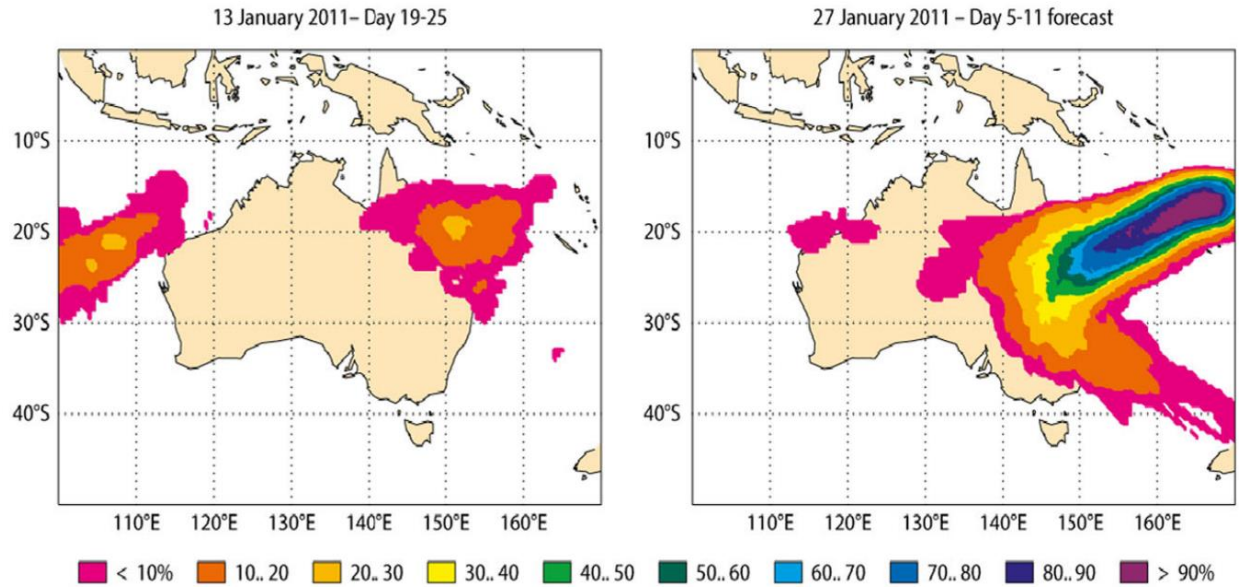 13 January 2011– Day 19-25
27 January 2011 – Day 5-11 forecast
10°S
20°S
30°S
40°S
110°E 120°E 130°E 140°E 150°E 160°E
10°S
20°S
30°S
40°S
110°E 120°E 130°E 140°E 150°E 160°E
< 10% 10.. 20 20.. 30 30.. 40 40.. 50 50.. 60 60.. 70 70.. 80 80.. 90 > 90%